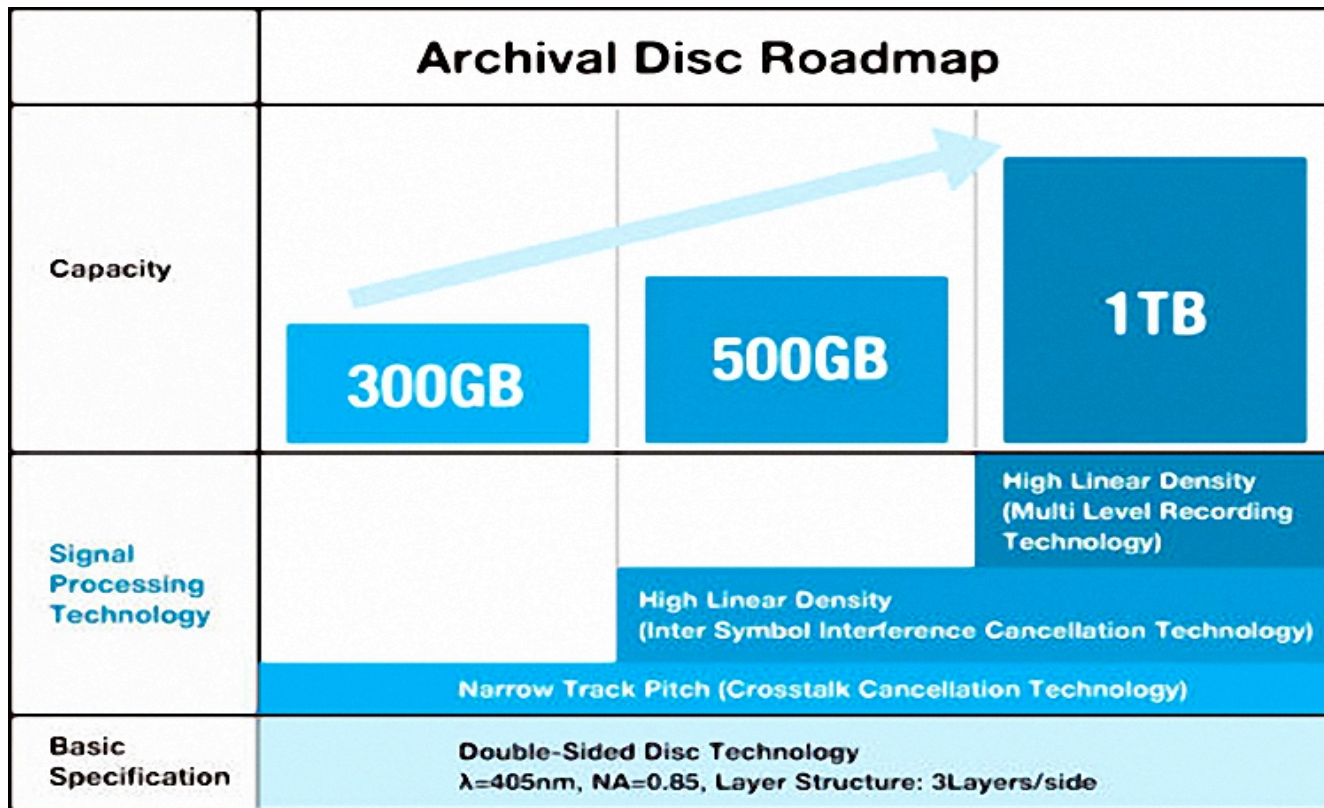 Archival Disc Roadmap
Capacity
300GB
500GB
1TB
Signal
Processing
Technology
High Linear Density
(Multi Level Recording
Technology)
High Linear Density
(Inter Symbol Interference Cancellation Technology)
Narrow Track Pitch (Crosstalk Cancellation Technology)
Basic
Specification
Double-Sided Disc Technology
λ=405nm, NA=0.85, Layer Structure: 3Layers/side